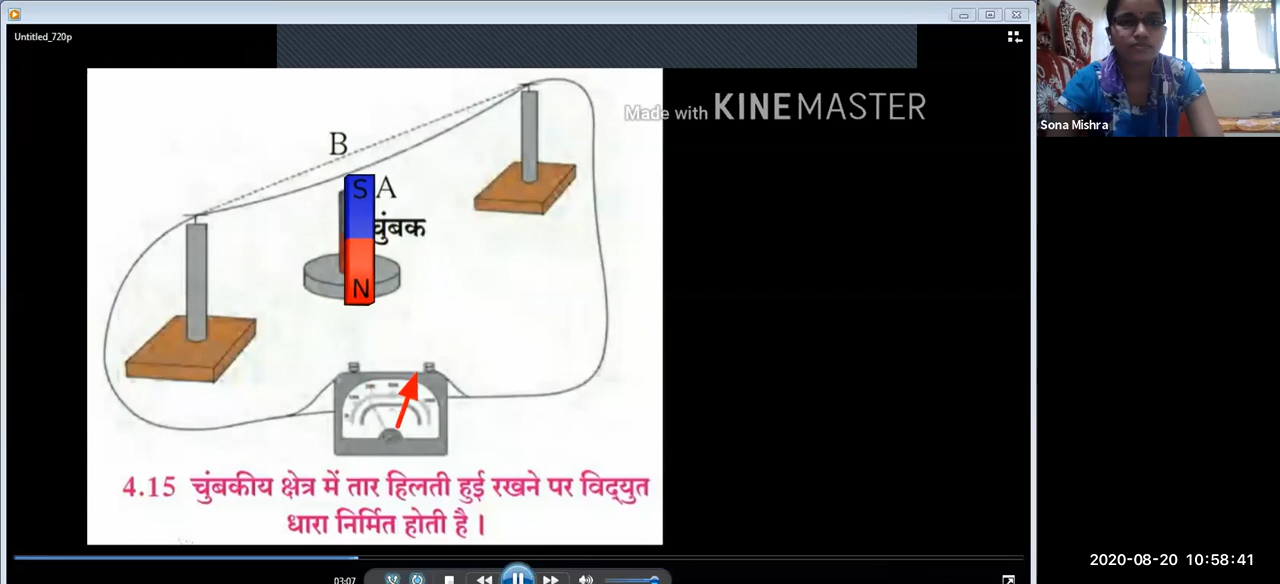 Untitled_720p
Made with KINEMASTER
Sona Mishra
B
S
A
चुंबक
N
4.15 चुंबकीय क्षेत्र में तार हिलती हुई रखने पर विद्युत
धारा निर्मित होती है ।
2020-08-20 10:58:41
03:07